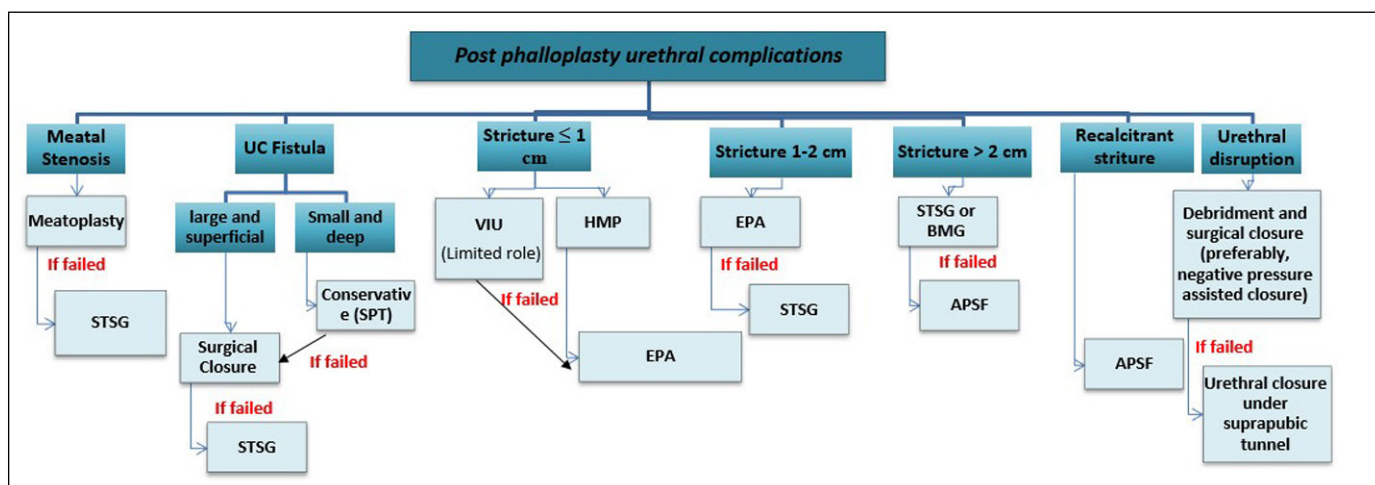 Post phalloplasty urethral complications
Meatal
Stenosis
UC Fistula
Stricture ≤ 1
cm
Stricture 1-2 cm
Stricture > 2 cm
Recalcitrant
striture
Urethral
disruption
Meatoplasty
If failed
STSG
large and
superficial
Small and
deep
Conservativ
e (SPT)
If failed
Surgical
Closure
If failed
STSG
VIU
(Limited role)
HMP
If failed
EPA
EPA
If failed
STSG
STSG or
BMG
If failed
APSF
APSF
Debridment and
surgical closure
(preferably,
negative pressure
assisted closure)
If failed
Urethral closure
under
suprapubic
tunnel